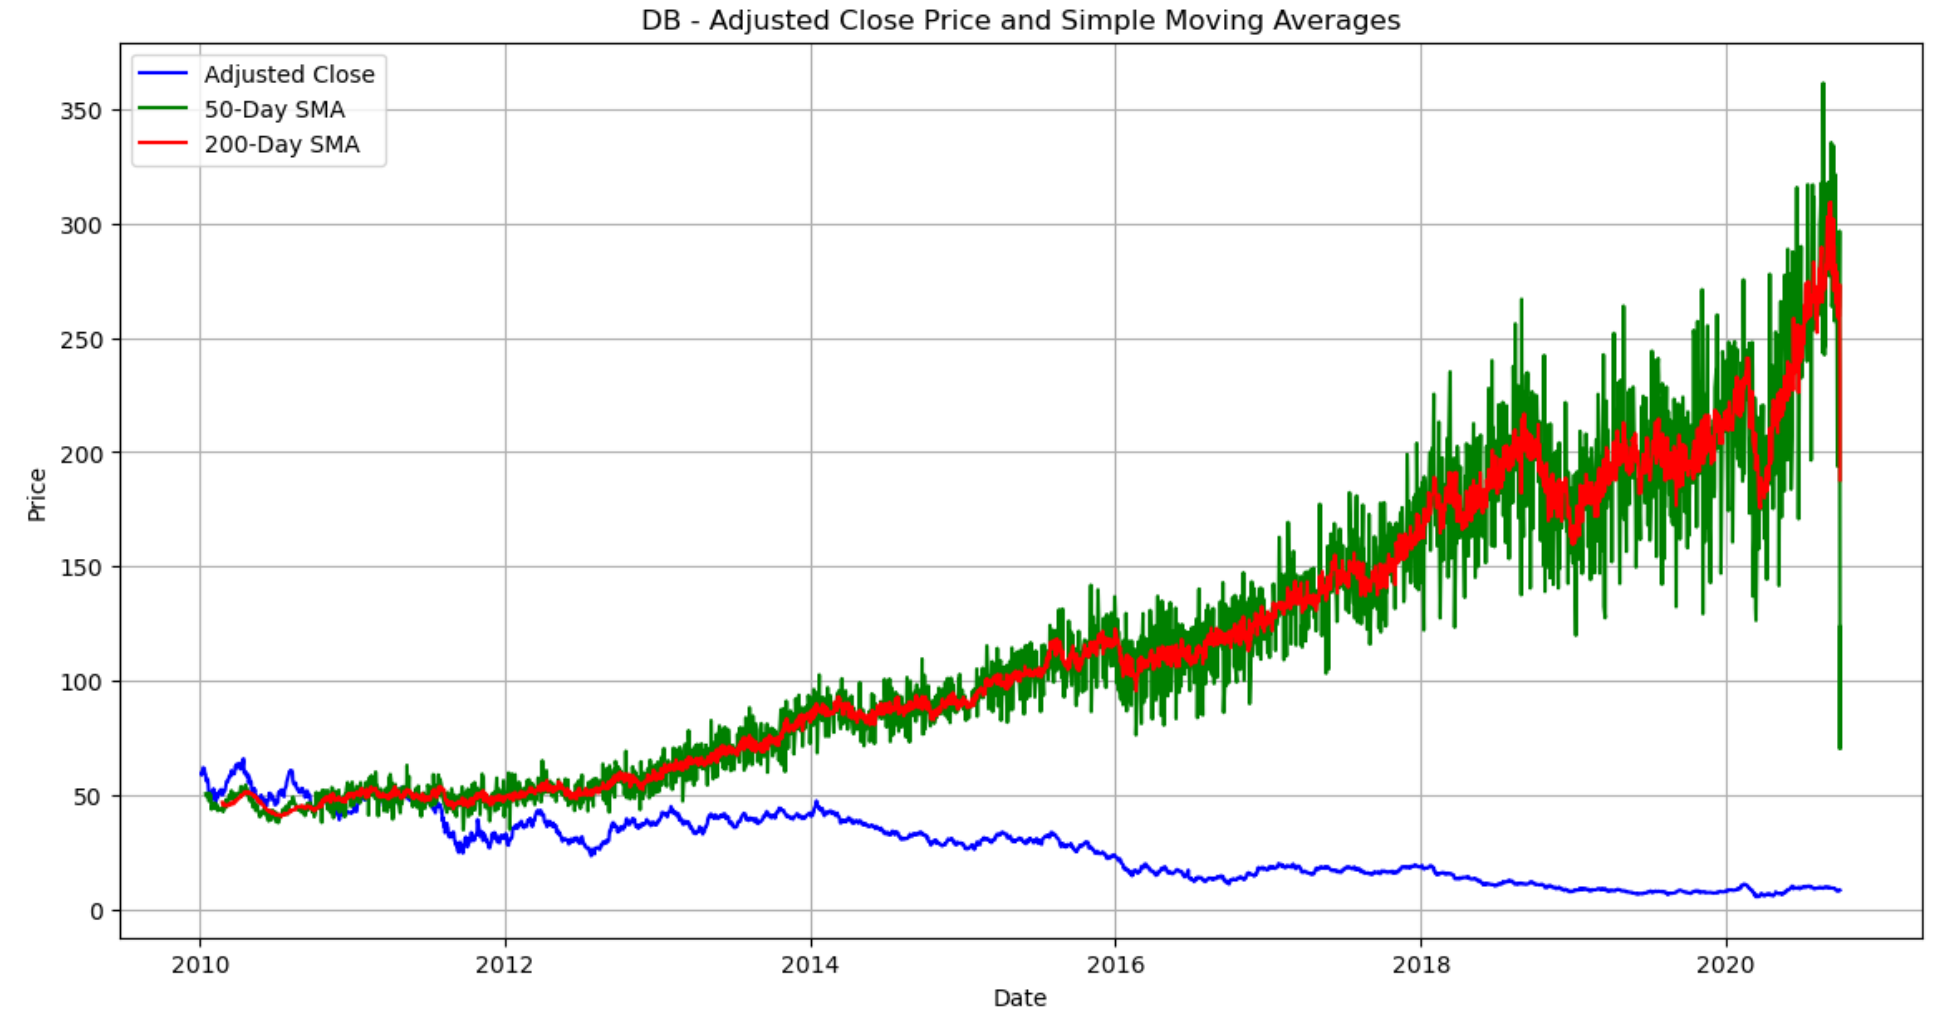 DB - Adjusted Close Price and Simple Moving Averages
Adjusted Close
50-Day SMA
200-Day SMA
350
300
250
200
150
100
50
0
Price
2010 2012 2014 2016 2018 2020
Date